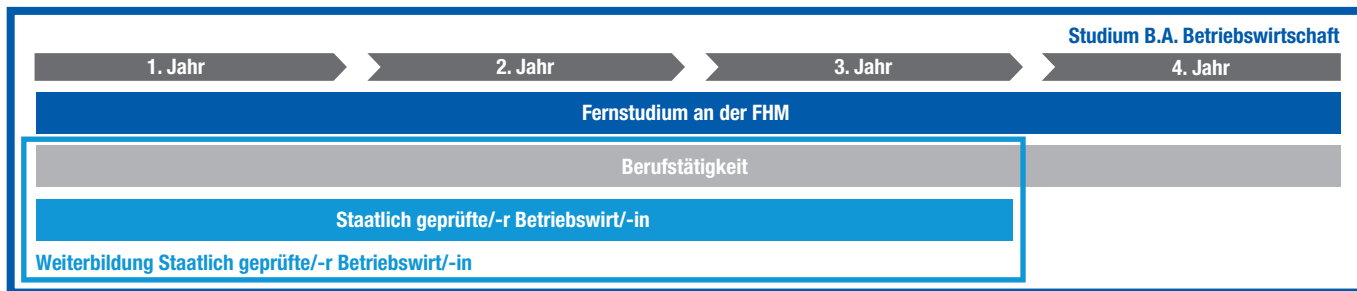 Studium B.A. Betriebswirtschaft
1. Jahr 2. Jahr 3. Jahr 4. Jahr
Fernstudium an der FHM
Berufstätigkeit
Staatlich geprüfte/-r Betriebswirt/-in
Weiterbildung Staatlich geprüfte/-r Betriebswirt/-in